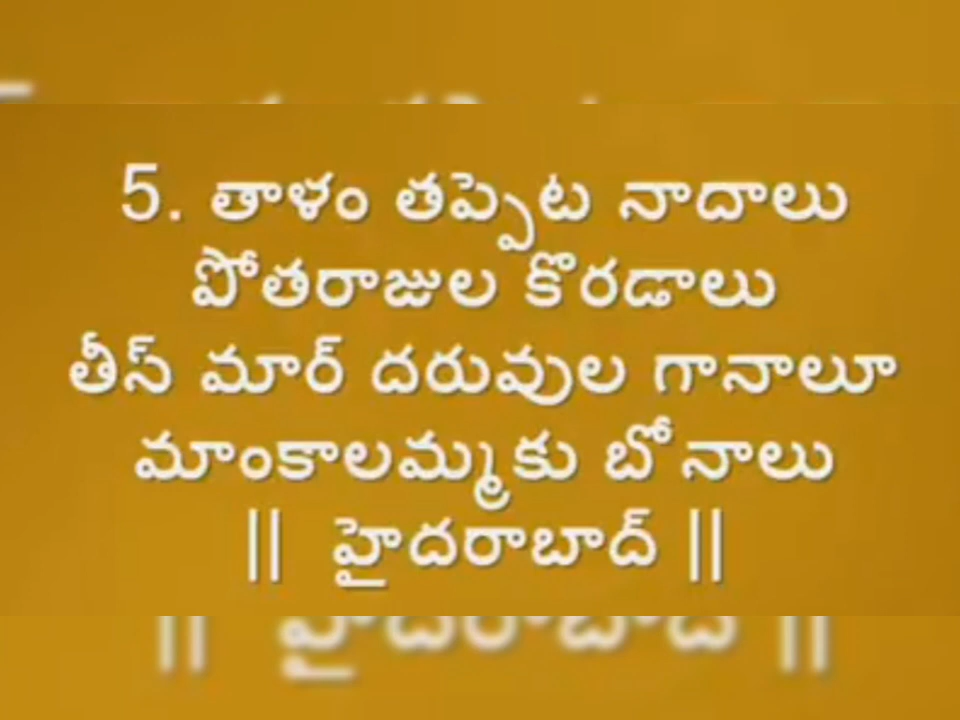 5. తాళం తప్పెట నాదాలు
పోతరాజుల కొరడాలు
తీస్ మార్ దరువుల గానాలూ
మాంకాలమ్మకు బోనాలు
|| హైదరాబాద్ ||